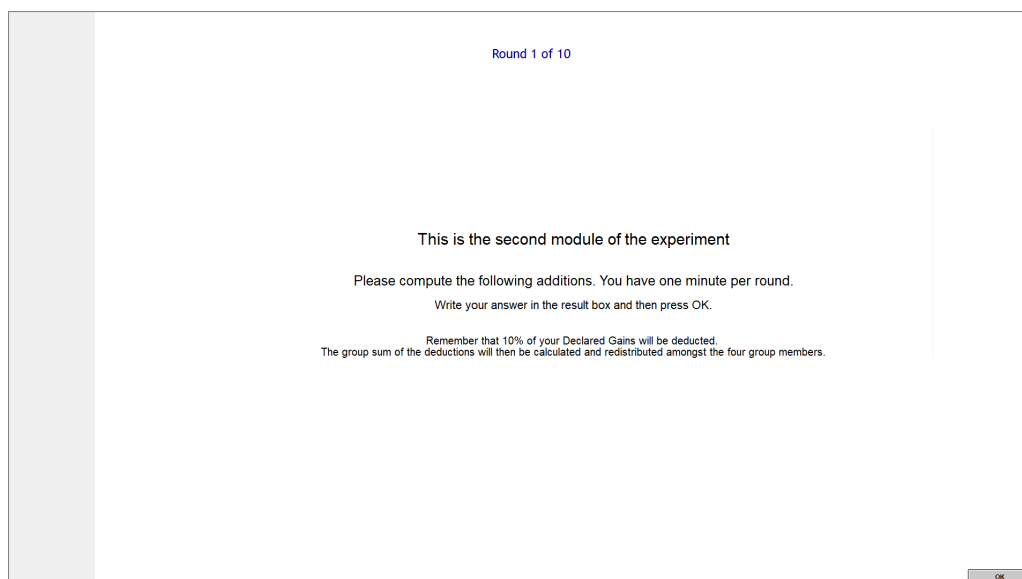 Round 1 of 10
This is the second module of the experiment
Please compute the following additions. You have one minute per round.
Write your answer in the result box and then press OK.
Remember that 10% of your Declared Gains will be deducted.
The group sum of the deductions will then be calculated and redistributed amongst the four group members.
OK